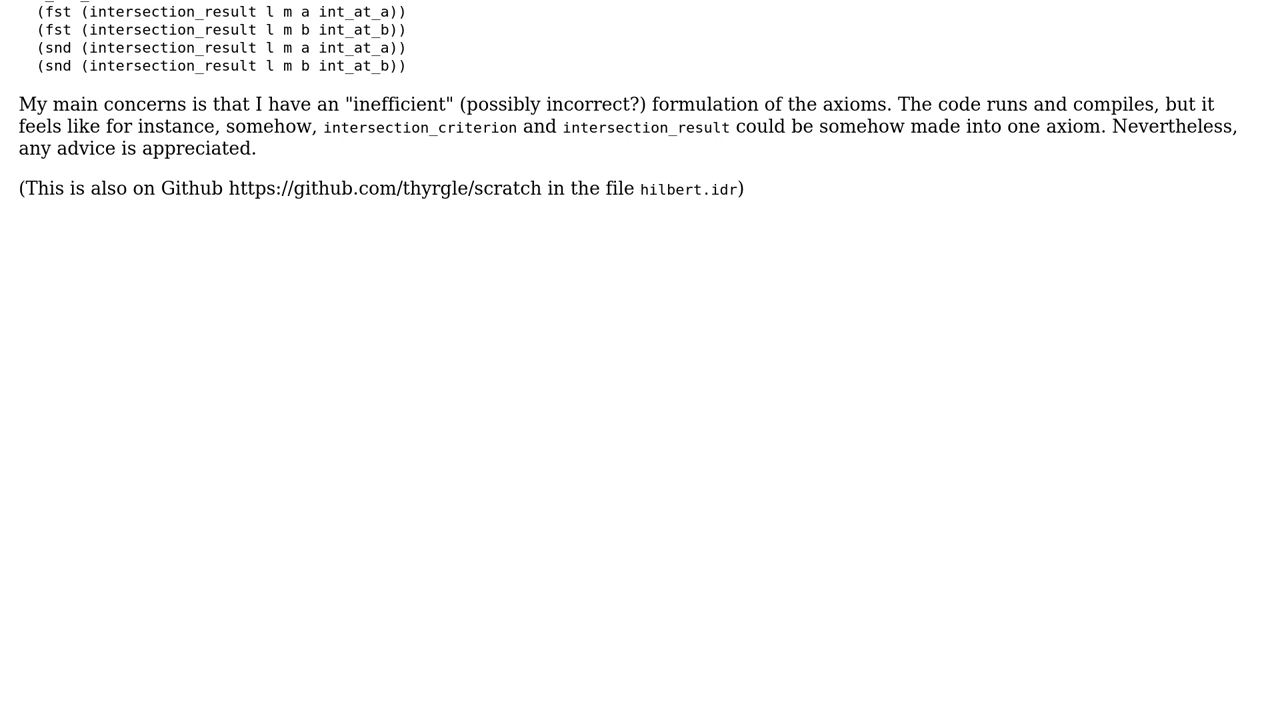 (fst (intersection_result l m a int_at_a))
(fst (intersection_result l m b int_at_b))
(snd (intersection_result l m a int_at_a))
(snd (intersection_result l m b int_at_b))
My main concerns is that I have an "inefficient" (possibly incorrect?) formulation of the axioms. The code runs and compiles, but it
feels like for instance, somehow, intersection_criterion and intersection_result could be somehow made into one axiom. Nevertheless,
any advice is appreciated.
(This is also on Github https://github.com/thyrgle/scratch in the file hilbert.idr)